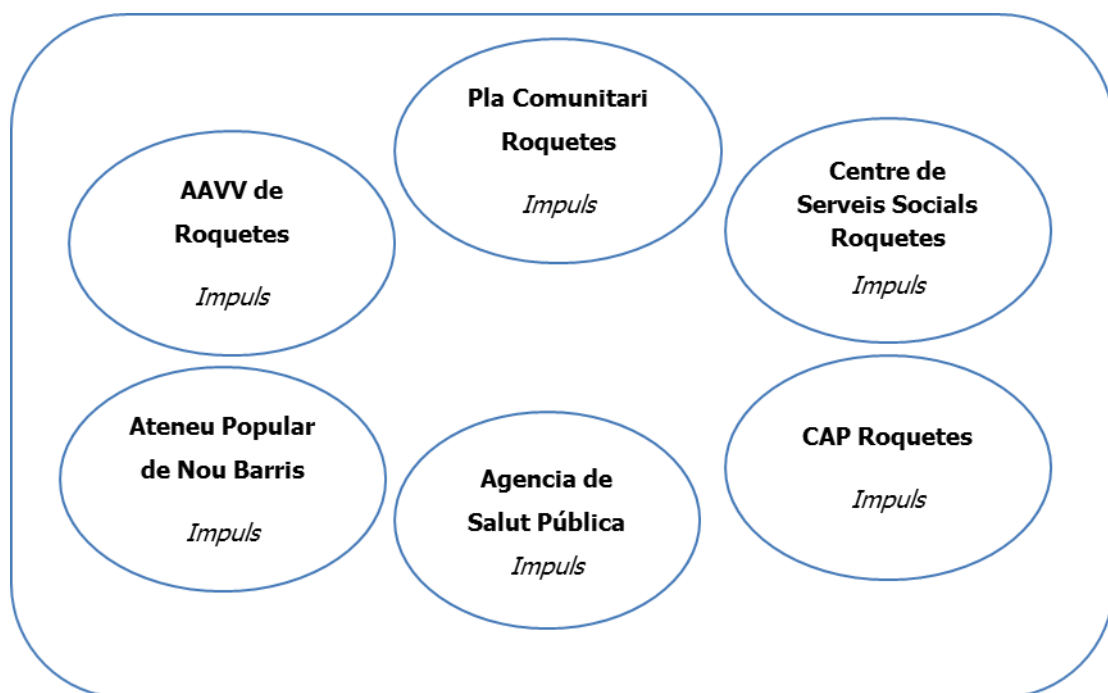 Pla Comunitari
Roquetes
Impuls
AAVV de
Roquetes
Impuls
Centre de
Serveis Socials
Roquetes
Impuls
Ateneu Popular
de Nou Barris
Impuls
Agencia de
Salut Pública
Impuls
CAP Roquetes
Impuls